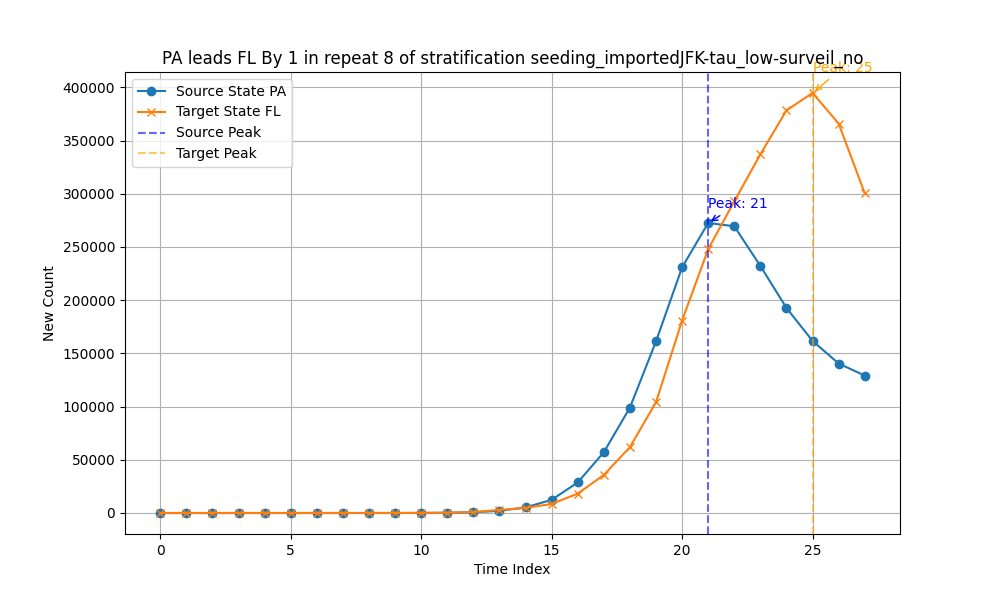 PA leads FL By 1 in repeat 8 of stratification seeding_importedJFK-tau_low-surveil_no
Peak: 25
Source State PA
Target State FL
Source Peak
Target Peak
Peak: 21
New Count
400000
350000
300000
250000
200000
150000
100000
50000
0
0 5 10 15 20 25
Time Index